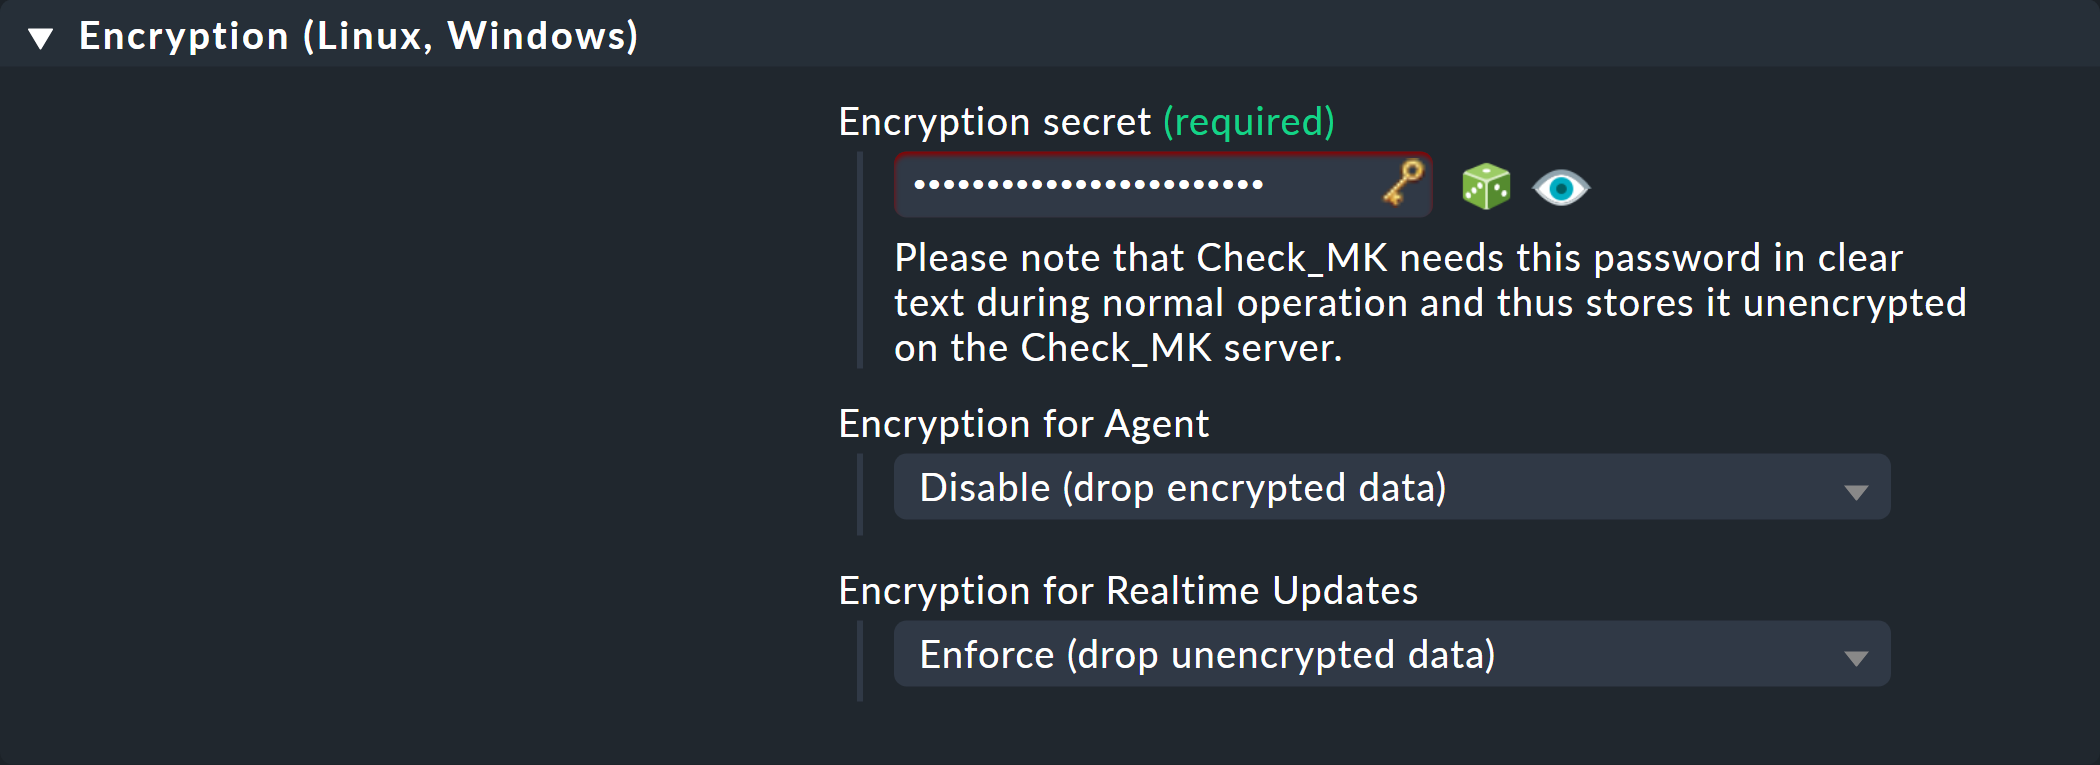 Encryption (Linux, Windows)
Encryption secret (required)
••••••••••••••••••••••••
Please note that Check_MK needs this password in clear
text during normal operation and thus stores it unencrypted
on the Check_MK server.
Encryption for Agent
Disable (drop encrypted data)
Encryption for Realtime Updates
Enforce (drop unencrypted data)